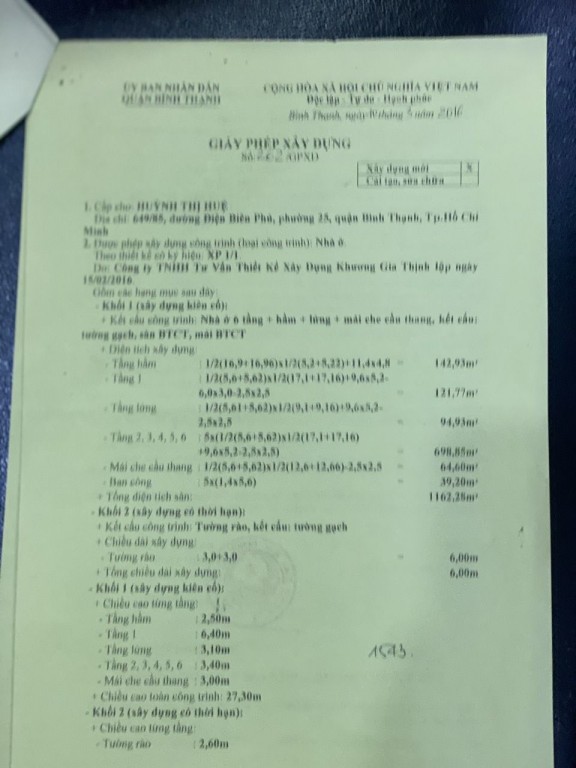 ỦY BAN NHÂN DÂN
QUẬN BÌNH THẠNH
CỘNG HÒA XÃ HỘI CHỦ NGHĨA VIỆT NAM
Độc lập - Tự do - Hạnh phúc
Bình Thạnh, ngày 10 tháng 3 năm 2016
GIẤY PHÉP XÂY DỰNG
Số 202 /GPXD
Xây dựng mới X
Cải tạo, sửa chữa
1. Cấp cho: HUỲNH THỊ HUỆ
Địa chỉ: 649/85, đường Điện Biên Phủ, phường 25, quận Bình Thạnh, Tp.Hồ Chí
Minh
2. Được phép xây dựng công trình (loại công trình): Nhà ở.
Theo thiết kế có ký hiệu: XP 1/1.
Do: Công ty TNHH Tư Vấn Thiết Kế Xây Dựng Khương Gia Thịnh lập ngày
15/02/2016.
Gồm các hạng mục sau đây:
- Khối 1 (xây dựng kiên cố):
+ Kết cấu công trình: Nhà ở 6 tầng + hầm + lửng + mái che cầu thang, kết cấu:
tường gạch, sàn BTCT, mái BTCT
+ Diện tích xây dựng:
- Tầng hầm : 1/2(16,9+16,96)x1/2(5,2+5,22)+11,4x4,8 = 142,93m²
- Tầng 1 : 1/2(5,6+5,62)x1/2(17,1+17,16)+9,6x5,2-
6,0x3,0-2,5x2,5 = 121,77m²
- Tầng lửng : 1/2(5,61+5,62)x1/2(9,1+9,16)+9,6x5,2-
2,5x2,5 = 94,93m²
- Tầng 2, 3, 4, 5, 6 : 5x(1/2(5,6+5,62)x1/2(17,1+17,16)
+9,6x5,2-2,5x2,5) = 698,85m²
- Mái che cầu thang : 1/2(5,6+5,62)x1/2(12,6+12,66)-2,5x2,5 = 64,60m²
- Ban công : 5x(1,4x5,6) = 39,20m²
+ Tổng diện tích sàn: 1162,28m²
- Khối 2 (xây dựng có thời hạn):
+ Kết cấu công trình: Tường rào, kết cấu: tường gạch
+ Chiều dài xây dựng:
- Tường rào : 3,0+3,0 = 6,00m
+ Tổng chiều dài xây dựng: 6,00m
- Khối 1 (xây dựng kiên cố):
+ Chiều cao từng tầng:
- Tầng hầm : 2,50m
- Tầng 1 : 6,40m
- Tầng lửng : 3,10m
- Tầng 2, 3, 4, 5, 6 : 3,40m
1543.
- Mái che cầu thang : 3,00m
+ Chiều cao toàn công trình: 27,30m
- Khối 2 (xây dựng có thời hạn):
+ Chiều cao từng tầng:
- Tường rào : 2,60m